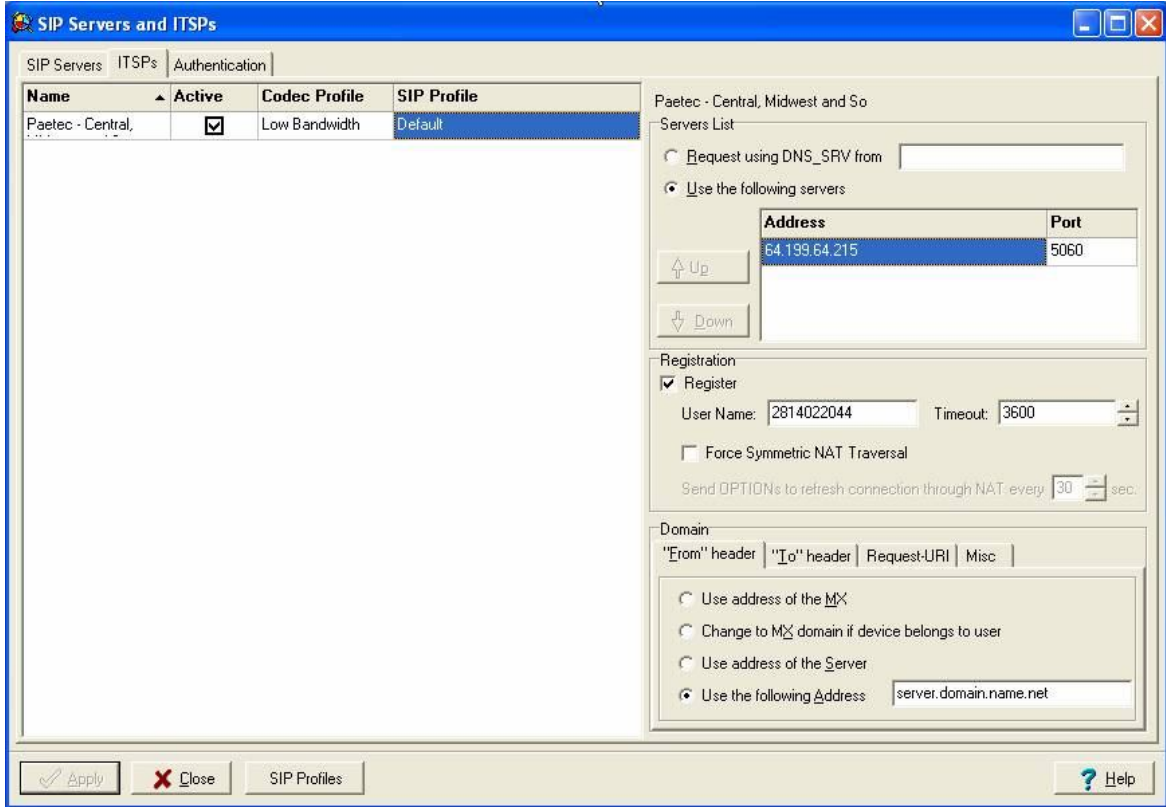 SIP Servers and ITSPs
SIP Servers ITSPs Authentication
Name Active Codec Profile SIP Profile
Paetec - Central, Low Bandwidth Default
Paetec - Central, Midwest and So
Servers List
Request using DNS_SRV from
Use the following servers
Address Port
64.199.64.215 5060
Up
Down
Registration
Register
User Name: 2814022044 Timeout: 3600
Force Symmetric NAT Traversal
Send OPTIONs to refresh connection through NAT every 30 sec.
Domain
"From" header "To" header Request-URI Misc
Use address of the MX
Change to MX domain if device belongs to user
Use address of the Server
Use the following Address server.domain.name.net
Apply Close SIP Profiles Help